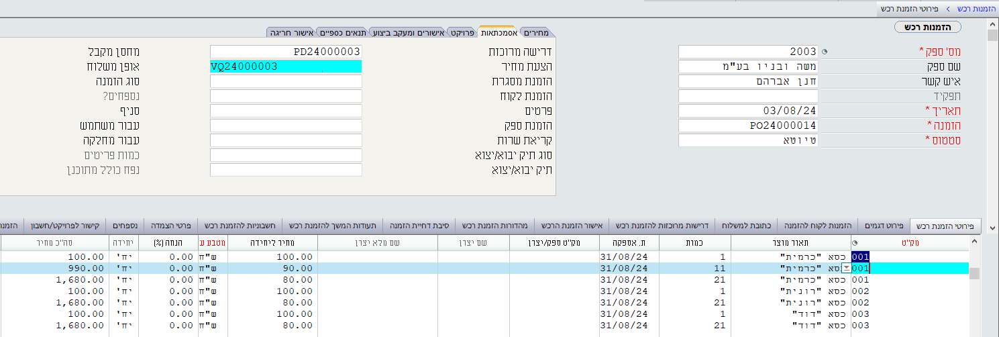 הזמנות רכש > פירוטי הזמנת רכש
הזמנות רכש
מחירים אסמכתאות פרויקט אישורים ומעקב ביצוע תנאים כספיים אישור חריגה
מס' ספק * 2003
שם ספק משה ובניו בע"מ
איש קשר חנן אברהם
תפקיד
תאריך * 03/08/24
הזמנה * PO24000014
סטטוס * טיוטא
דרישה מרוכזת PD24000003
הצעת מחיר VQ24000003
הזמנת מסגרת
הזמנת לקוח
פרטים
הזמנת ספק
קריאת שרות
סוג תיק יבוא/יצוא
תיק יבוא/יצוא
מחסן מקבל
אופן משלוח
סוג הזמנה
נספחים?
סניף
עבור משתמש
עבור מחלקה
כמות פריטים
נפח כולל מתוכנן
פירוטי הזמנת רכש פירוט דגמים הזמנות לקוח להזמנה כתובת למשלוח דרישות מרוכזות להזמנת רכש אישור הזמנת הרכש מהדורות הזמנת רכש סיבת דחיית הזמנה תעודות המשך להזמנת רכש חשבוניות להזמנת רכש פרטי הצמדה נספחים קישור לפרויקט/חשבון הזמנו
מק"ט תאור מוצר כמות ת. אספקה מק"ט ספק/יצרן שם יצרן שם מלא יצרן מחיר ליחידה מטבע ע הנחה (%) יחידה סה"כ מחיר
001 כסא "כרמית" 1 31/08/24 100.00 ש"ח 0.00 יח' 100.00
001 כסא "כרמית" 11 31/08/24 90.00 ש"ח 0.00 יח' 990.00
001 כסא "כרמית" 21 31/08/24 80.00 ש"ח 0.00 יח' 1,680.00
002 כסא "רונית" 1 31/08/24 100.00 ש"ח 0.00 יח' 100.00
002 כסא "רונית" 21 31/08/24 80.00 ש"ח 0.00 יח' 1,680.00
003 כסא "דוד" 1 31/08/24 100.00 ש"ח 0.00 יח' 100.00
003 כסא "דוד" 21 31/08/24 80.00 ש"ח 0.00 יח' 1,680.00